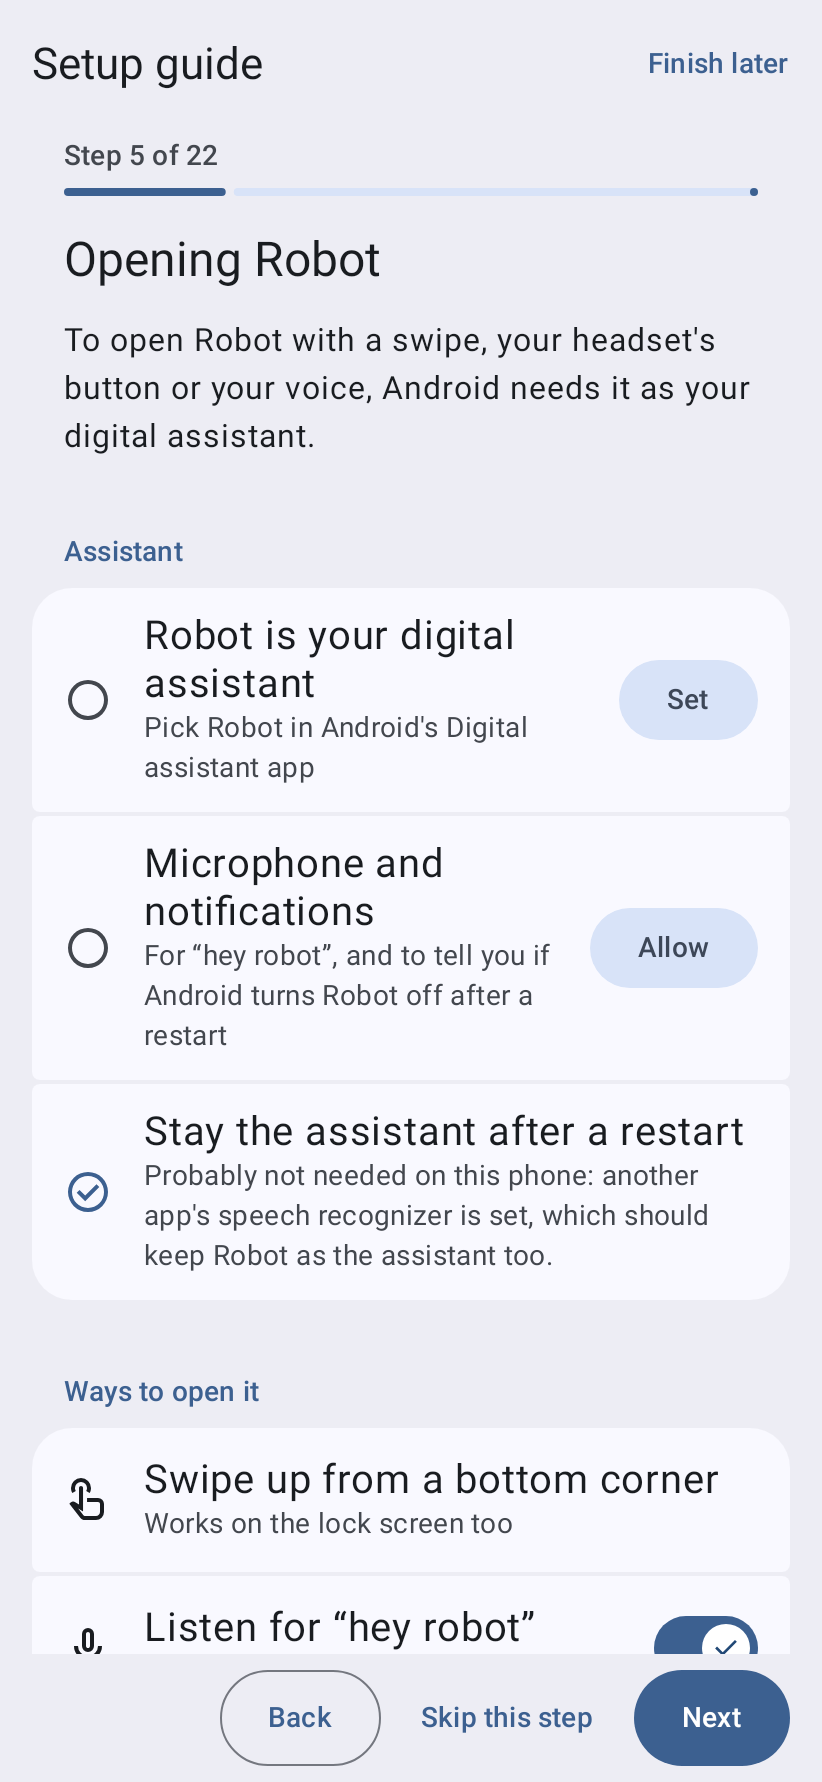 Setup guide
Finish later
Step 5 of 22
Opening Robot
To open Robot with a swipe, your headset's
button or your voice, Android needs it as your
digital assistant.
Assistant
Robot is your digital
assistant
Pick Robot in Android's Digital
assistant app
Set
Microphone and
notifications
For “hey robot”, and to tell you if
Android turns Robot off after a
restart
Allow
Stay the assistant after a restart
Probably not needed on this phone: another
app's speech recognizer is set, which should
keep Robot as the assistant too.
Ways to open it
Swipe up from a bottom corner
Works on the lock screen too
Listen for “hey robot”
Back
Skip this step
Next